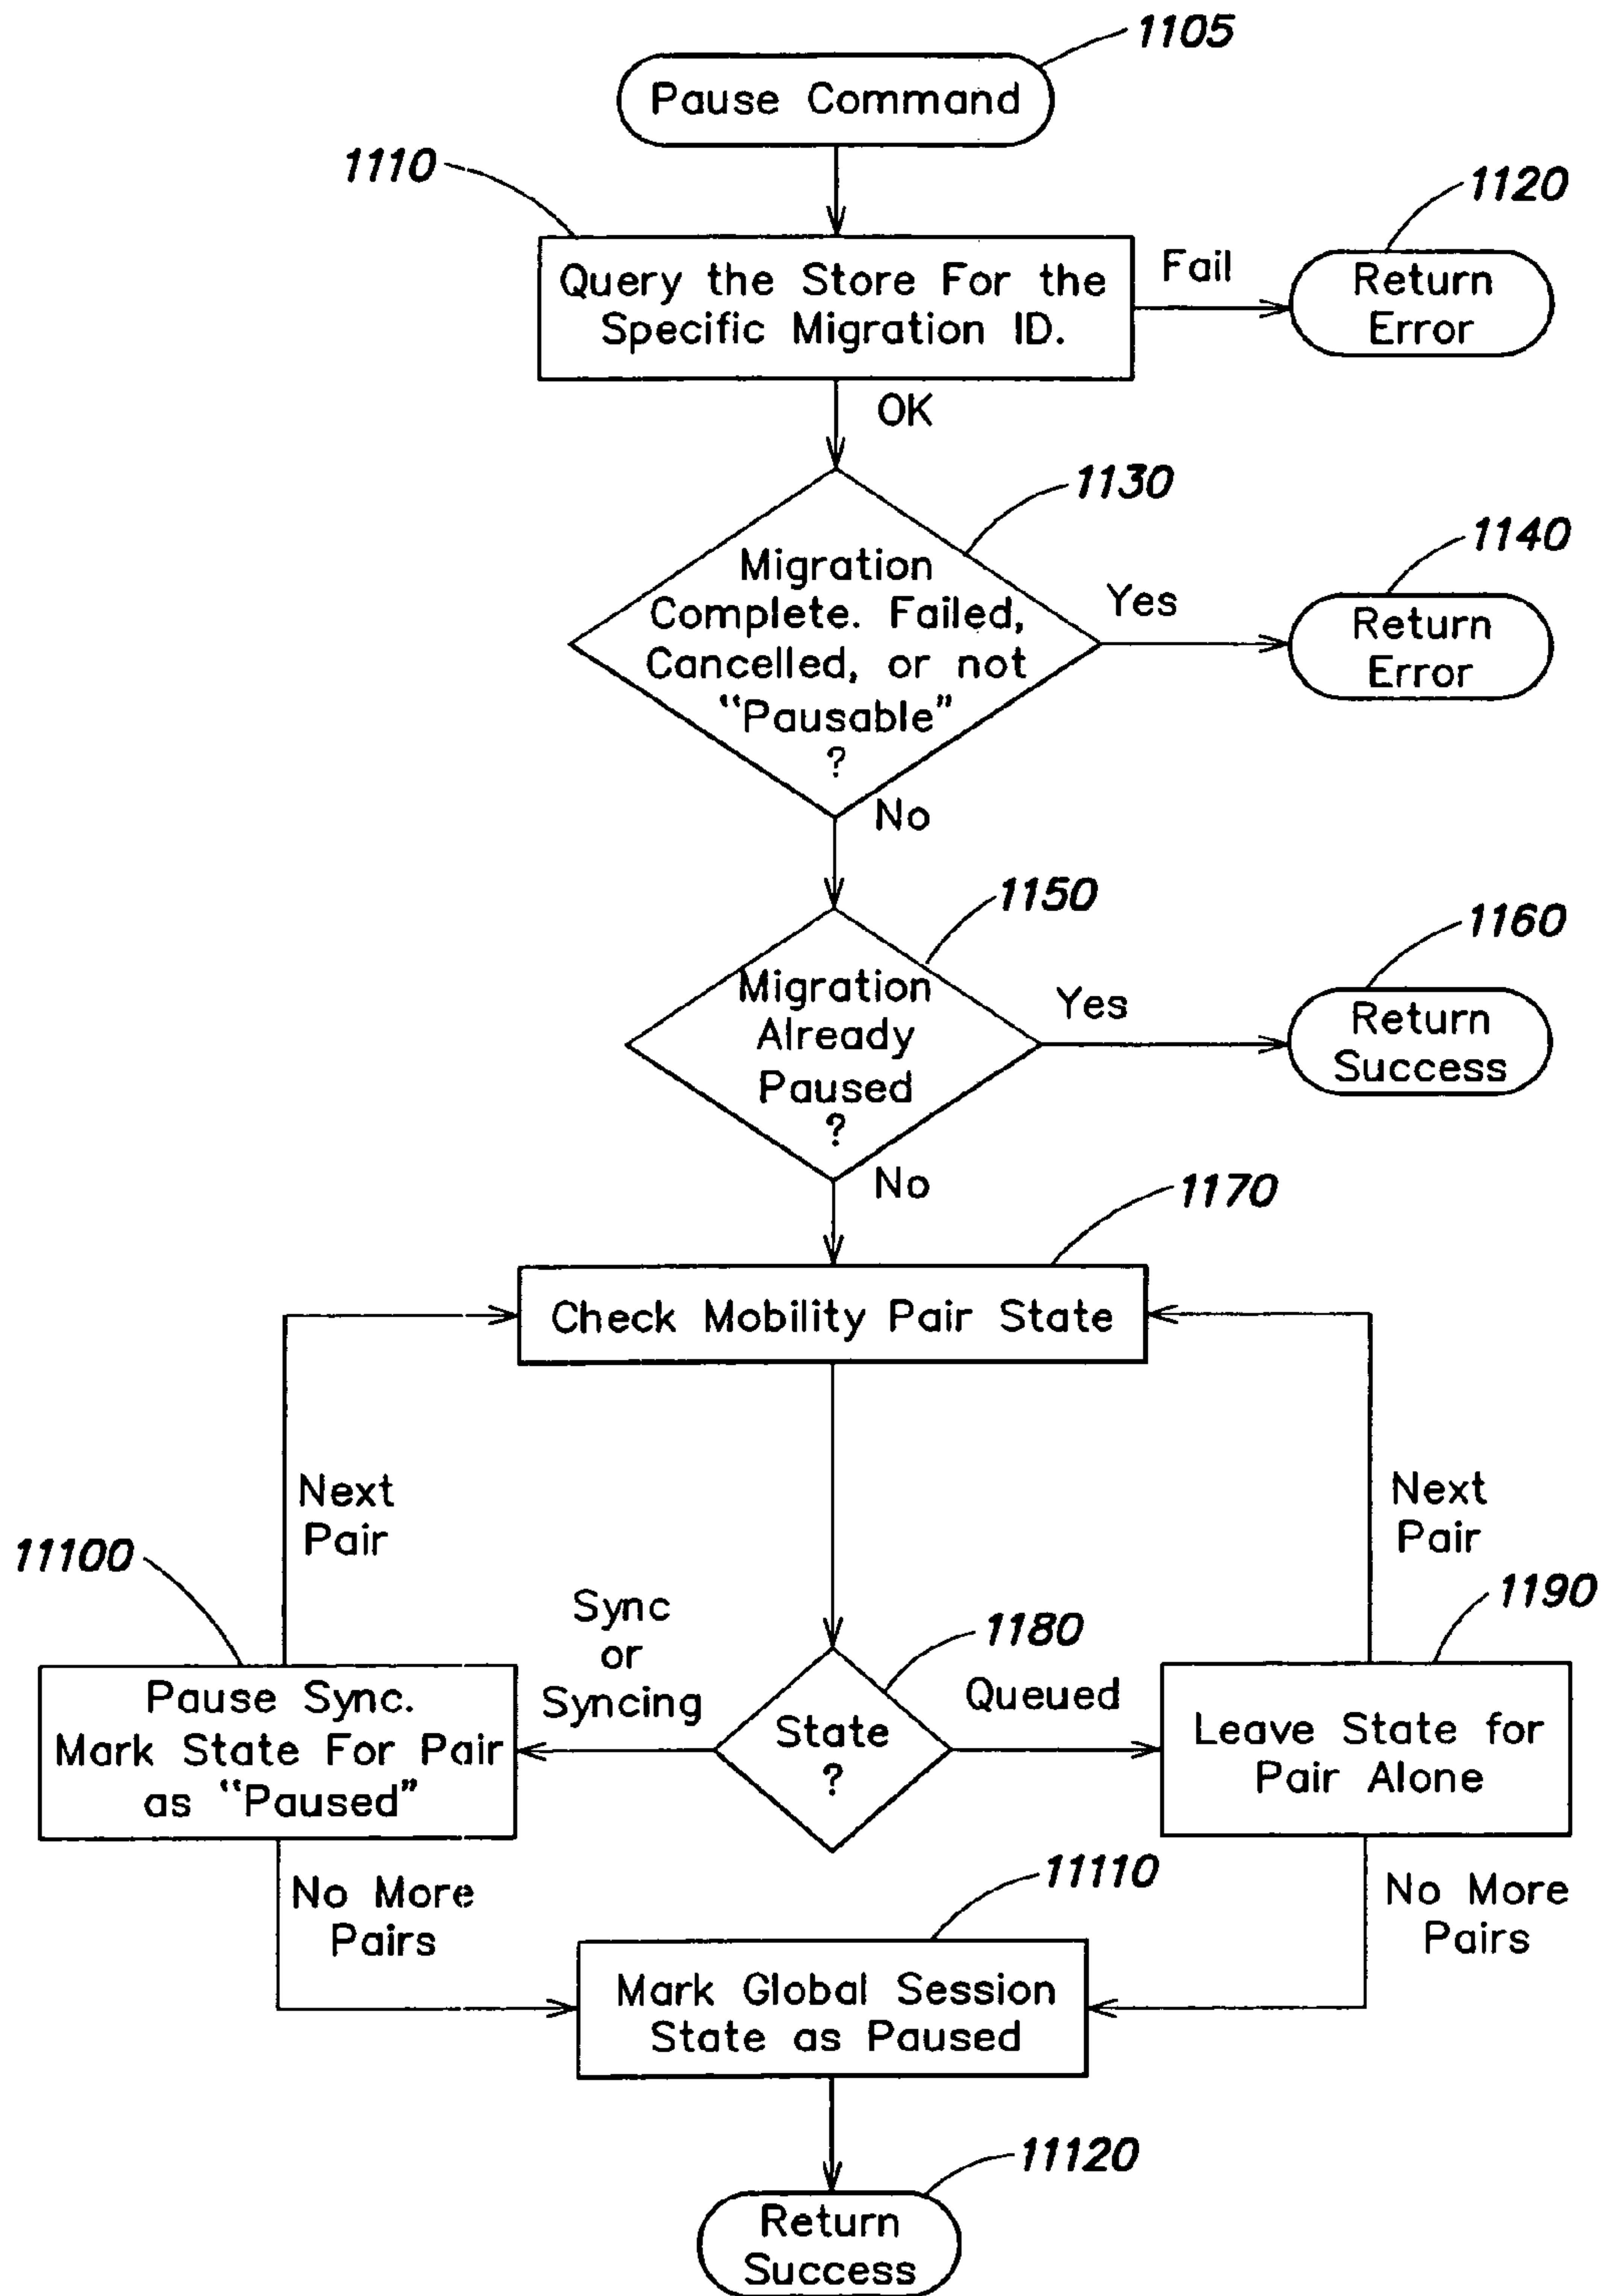 1105
Pause Command
1110
1120
Query the Store For the
Specific Migration ID.
Fail
Return
Error
OK
1130
1140
Migration
Complete. Failed,
Cancelled, or not
“Pausable”
?
Yes
Return
Error
No
1150
1160
Migration
Already
Paused
?
Yes
Return
Success
No
1170
Check Mobility Pair State
Next
Pair
Next
Pair
11100
1190
Sync
or
Syncing
1180
Queued
Pause Sync.
Mark State For Pair
as “Paused”
State
?
Leave State for
Pair Alone
No More
Pairs
11110
No More
Pairs
Mark Global Session
State as Paused
11120
Return
Success